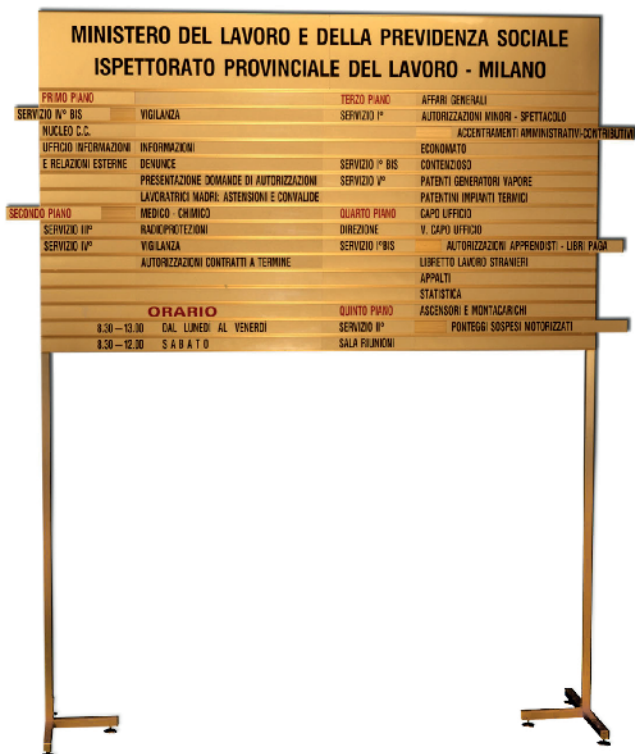 MINISTERO DEL LAVORO E DELLA PREVIDENZA SOCIALE
ISPETTORATO PROVINCIALE DEL LAVORO - MILANO
PRIMO PIANO
SERVIZIO IV° BIS VIGILANZA
NUCLEO C.C.
UFFICIO INFORMAZIONI INFORMAZIONI
E RELAZIONI ESTERNE DENUNCE
PRESENTAZIONE DOMANDE DI AUTORIZZAZIONI
LAVORATRICI MADRI: ASTENSIONI E CONVALIDE
SECONDO PIANO MEDICO - CHIMICO
SERVIZIO III° RADIOPROTEZIONI
SERVIZIO IV° VIGILANZA
AUTORIZZAZIONI CONTRATTI A TERMINE
ORARIO
8.30 — 13.00 DAL LUNEDI AL VENERDI
8.30 — 12.00 SABATO
TERZO PIANO AFFARI GENERALI
SERVIZIO I° AUTORIZZAZIONI MINORI - SPETTACOLO
ACCENTRAMENTI AMMINISTRATIVI-CONTRIBUTIVI
ECONOMATO
SERVIZIO I° BIS CONTENZIOSO
SERVIZIO V° PATENTI GENERATORI VAPORE
PATENTINI IMPIANTI TERMICI
QUARTO PIANO CAPO UFFICIO
DIREZIONE V. CAPO UFFICIO
SERVIZIO I°BIS AUTORIZZAZIONI APPRENDISTI - LIBRI PAGA
LIBRETTO LAVORO STRANIERI
APPALTI
STATISTICA
QUINTO PIANO ASCENSORI E MONTACARICHI
SERVIZIO II° PONTEGGI SOSPESI MOTORIZZATI
SALA RIUNIONI